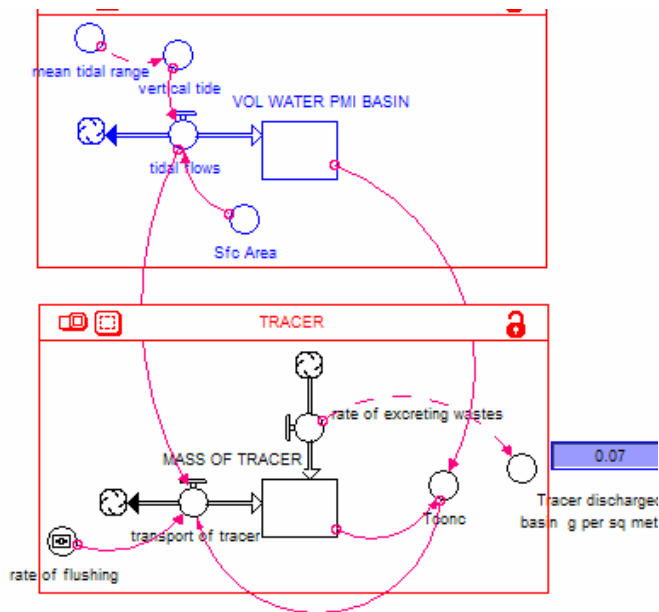 mean tidal range
vertical tide
VOL WATER PMI BASIN
tidal flows
Sfc Area
TRACER
rate of excreting wastes
MASS OF TRACER
0.07
Tconc
Tracer discharged
transport of tracer
basin g per sq met
rate of flushing